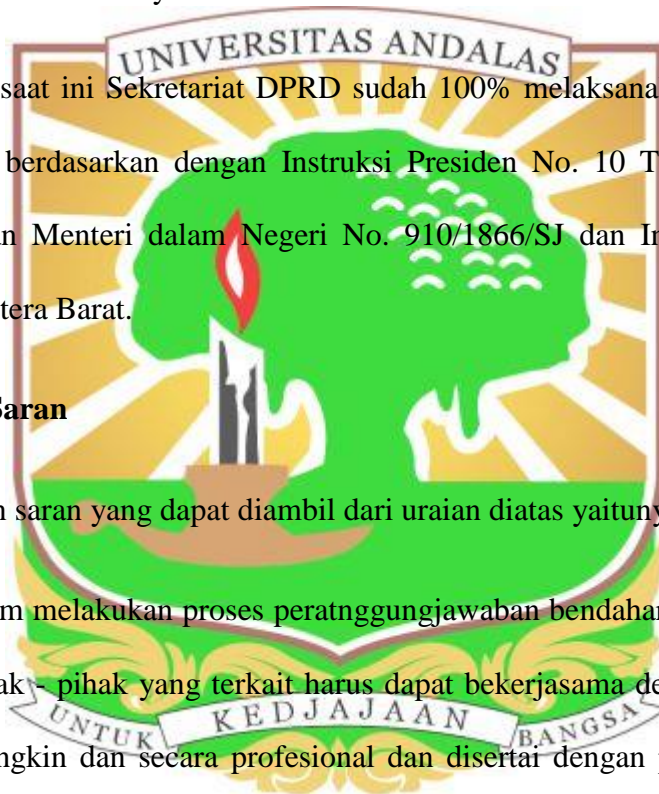 UNIVERSITAS ANDALAS
saat ini Sekretariat DPRD sudah 100% melaksana
berdasarkan dengan Instruksi Presiden No. 10 T
n Menteri dalam Negeri No. 910/1866/SJ dan In
tera Barat.
Saran
n saran yang dapat diambil dari uraian diatas yaituny
m melakukan proses peratnggungjawaban bendahar
ak - pihak yang terkait harus dapat bekerjasama de
UNTUK KEDJAJAAN BANGSA
ngkin dan secara profesional dan disertai dengan p